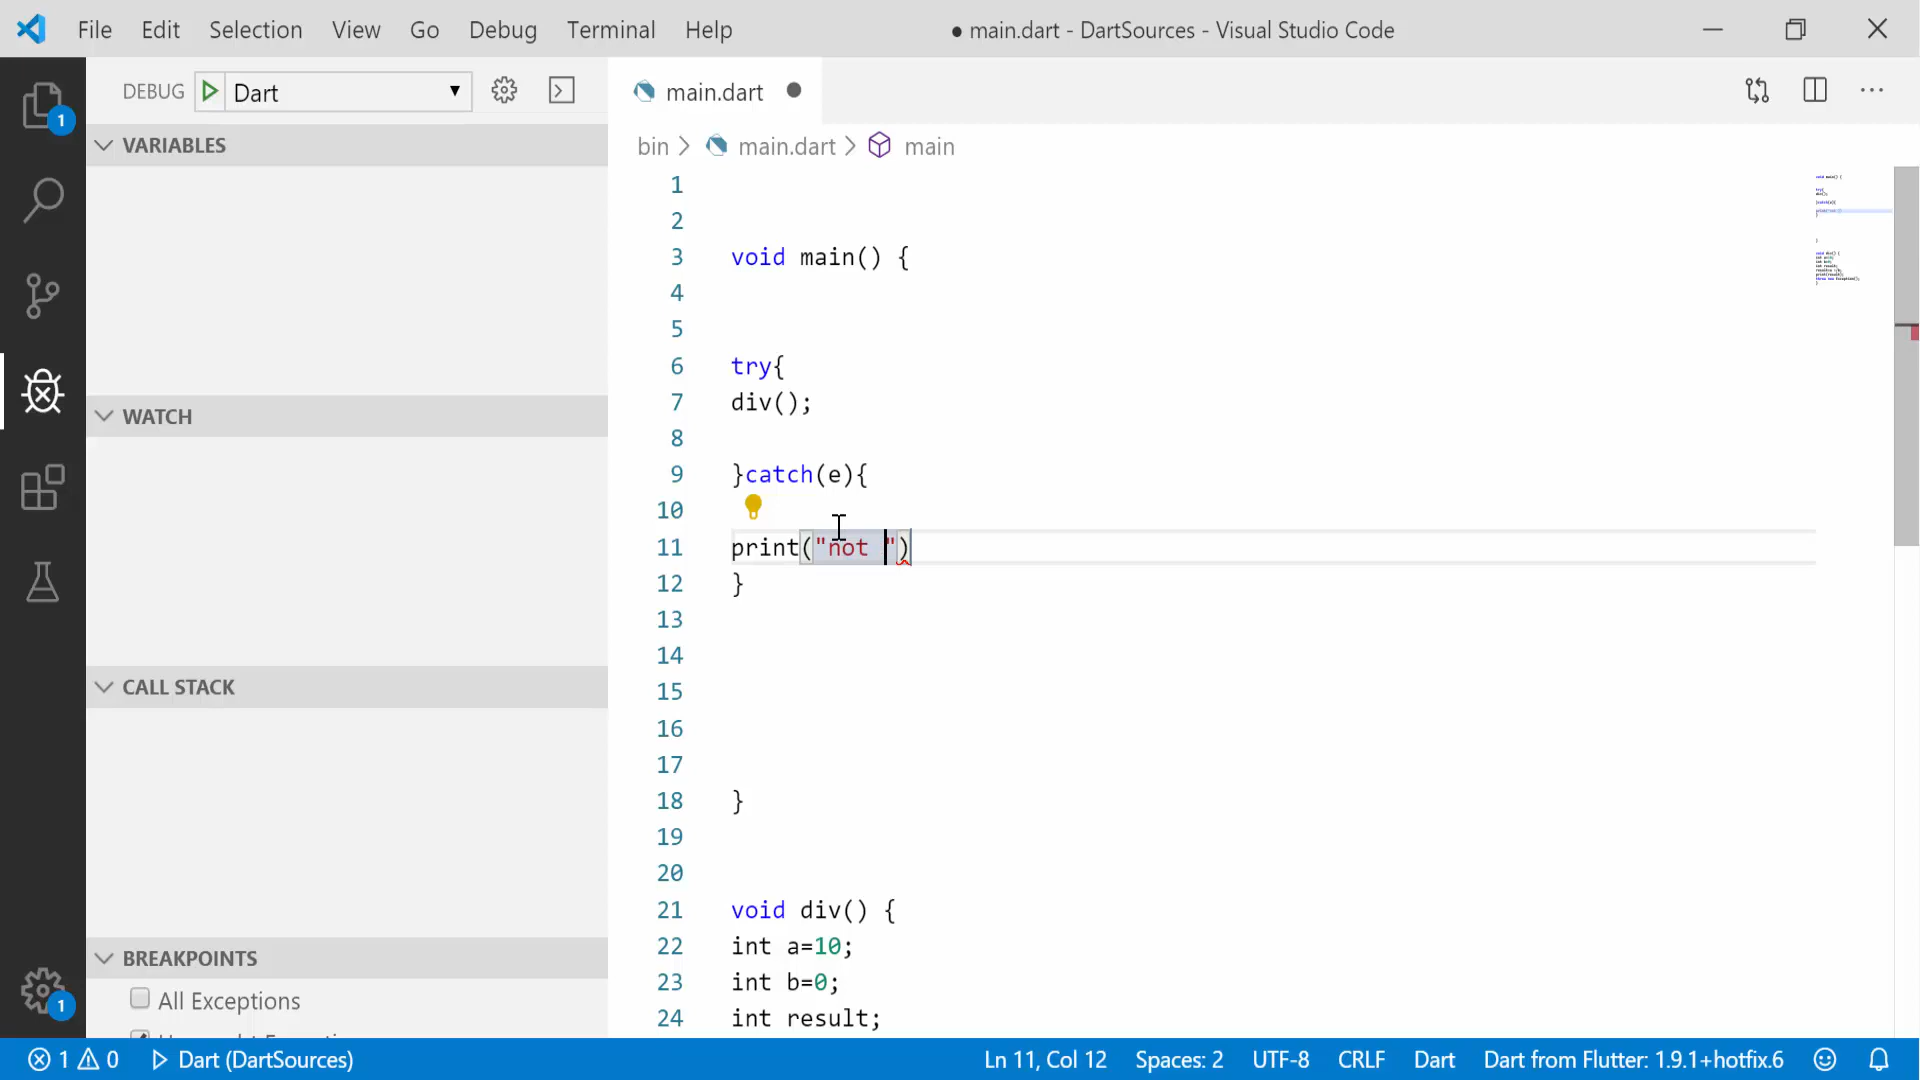 File Edit Selection View Go Debug Terminal Help
● main.dart - DartSources - Visual Studio Code
DEBUG Dart
main.dart
1
VARIABLES
bin > main.dart > main
1
2
3 void main() {
4
5
6 try{
7 div();
8
9 }catch(e){
10
11 print("not ")
12 }
13
14
15
16
17
18 }
19
20
21 void div() {
22 int a=10;
23 int b=0;
24 int result;
WATCH
CALL STACK
BREAKPOINTS
All Exceptions
1
1 0 Dart (DartSources)
Ln 11, Col 12 Spaces: 2 UTF-8 CRLF Dart Dart from Flutter: 1.9.1+hotfix.6